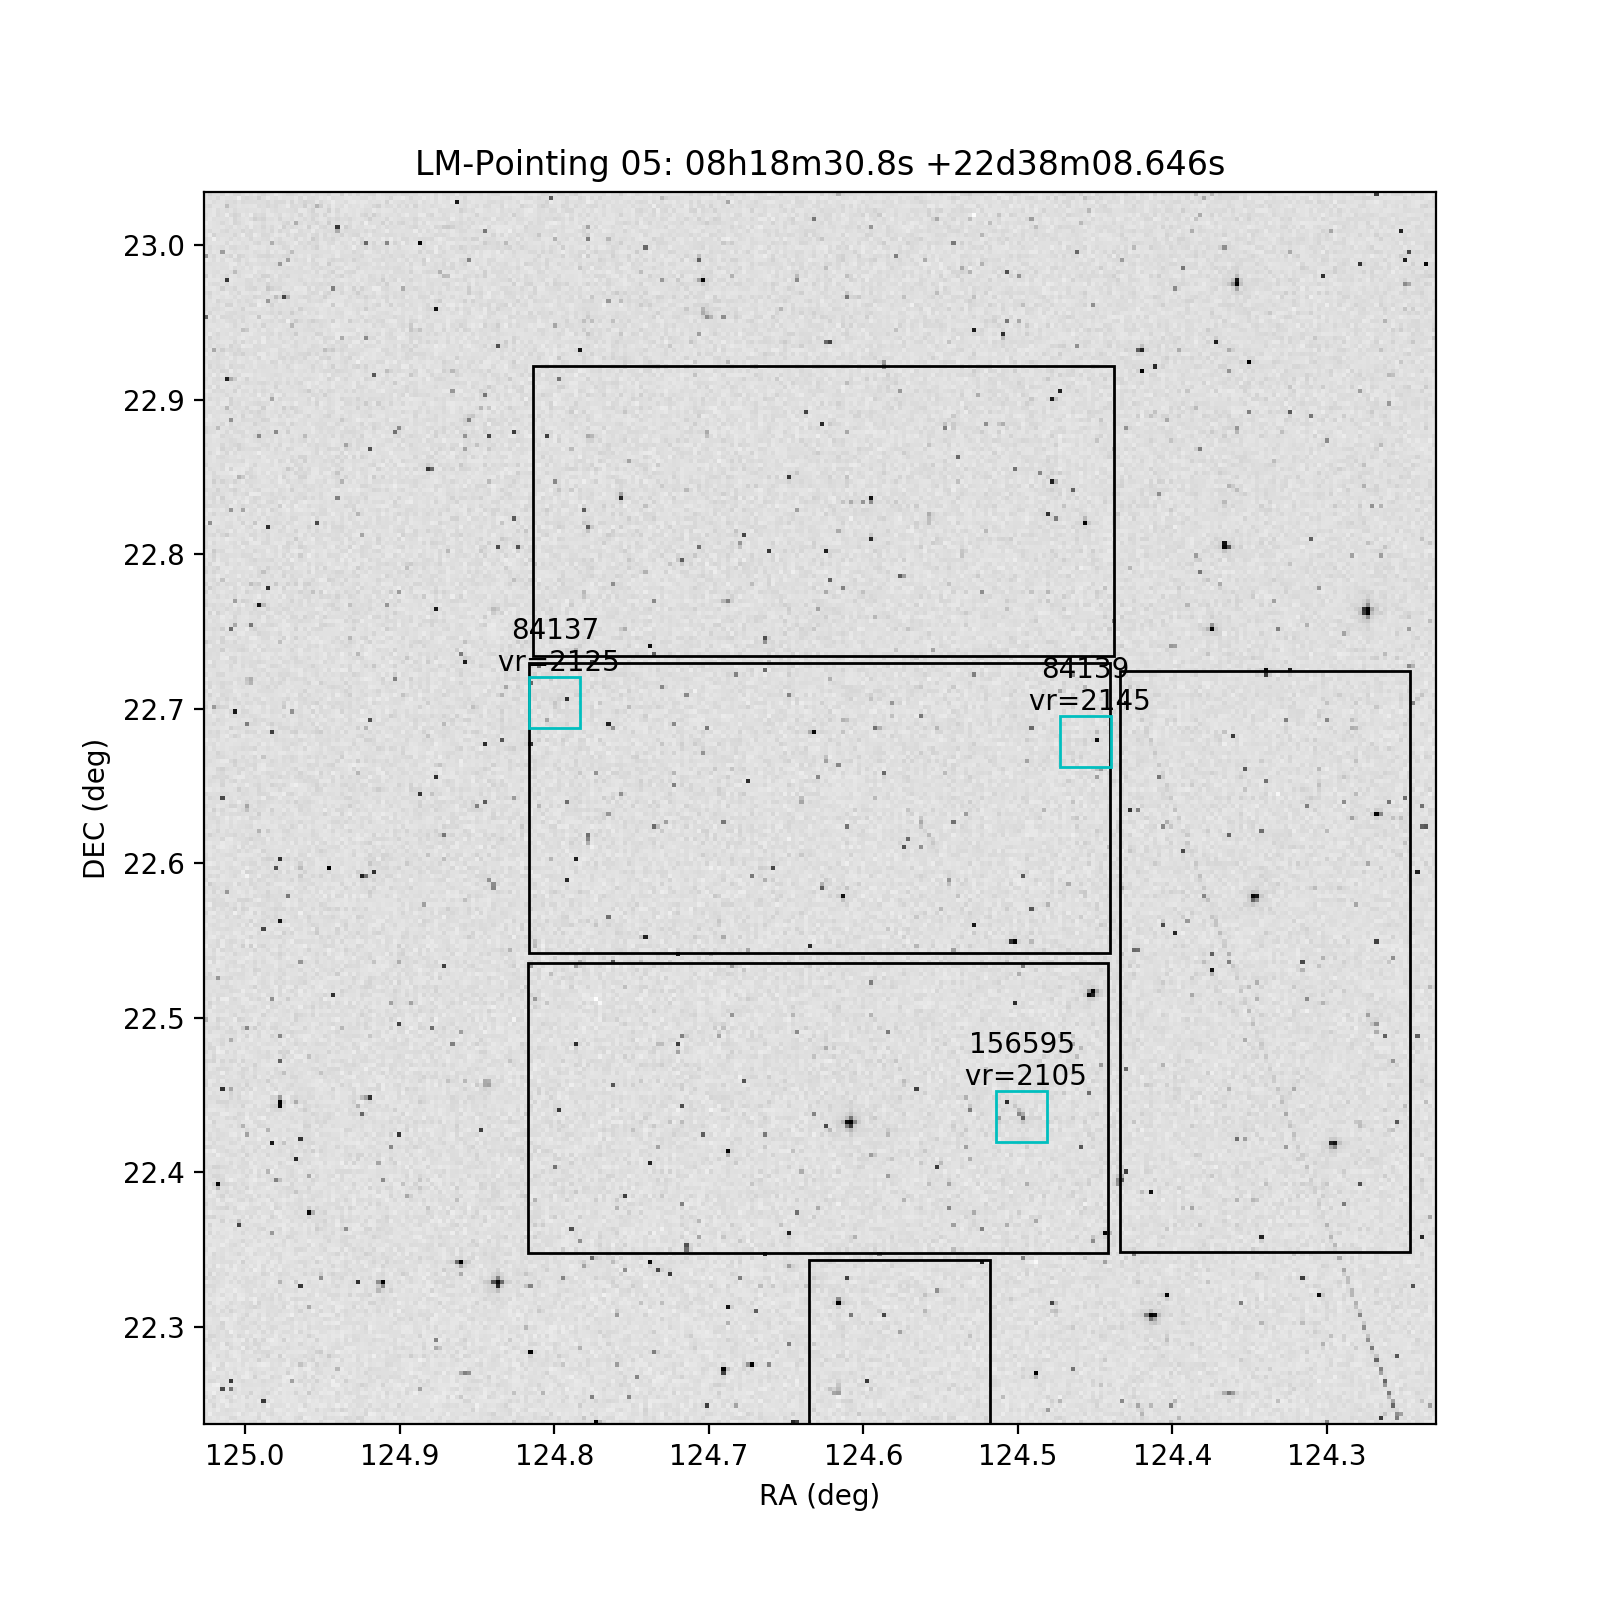 LM-Pointing 05: 08h18m30.8s +22d38m08.646s
23.0
22.9
22.8
22.7
22.6
22.5
22.4
22.3
DEC (deg)
84137
vr=2125
84139
vr=2145
156595
vr=2105
125.0 124.9 124.8 124.7 124.6 124.5 124.4 124.3
RA (deg)